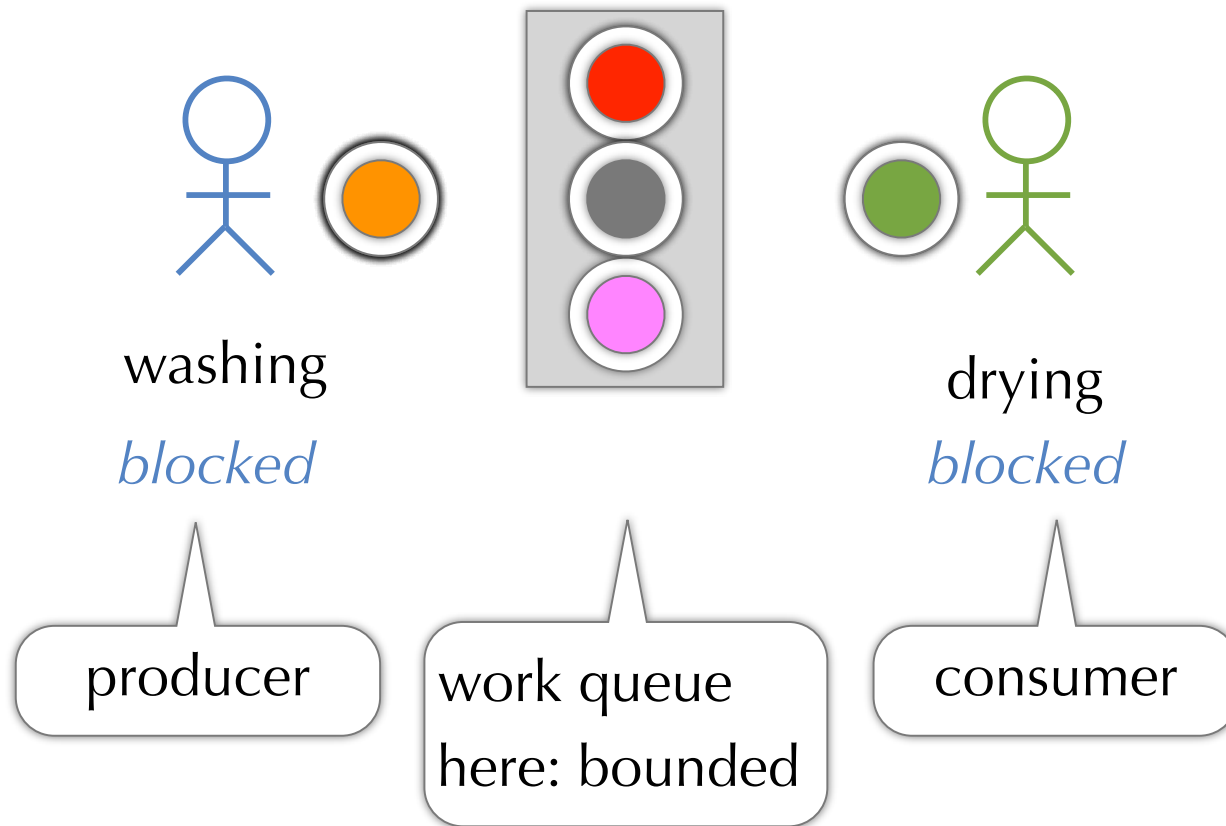 washing
drying
blocked
blocked
producer
work queue
here: bounded
consumer